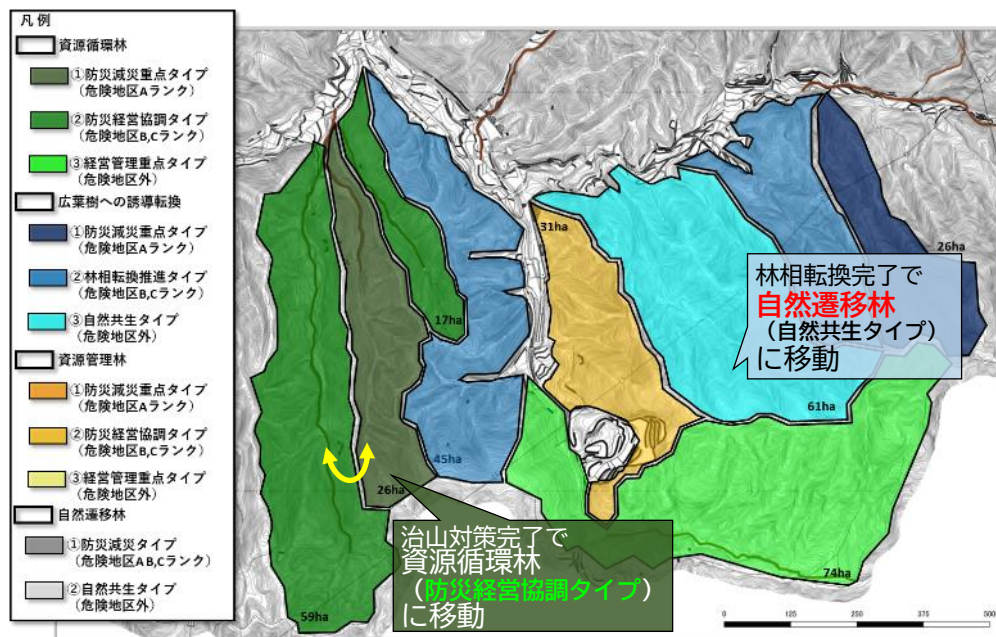 凡例
資源循環林
①防災減災重点タイプ
(危険地区Aランク)
②防災経営協調タイプ
(危険地区B,Cランク)
③経営管理重点タイプ
(危険地区外)
広葉樹への誘導転換
①防災減災重点タイプ
(危険地区Aランク)
②林相転換推進タイプ
(危険地区B,Cランク)
③自然共生タイプ
(危険地区外)
資源管理林
①防災減災重点タイプ
(危険地区Aランク)
②防災経営協調タイプ
(危険地区B,Cランク)
③経営管理重点タイプ
(危険地区外)
自然遷移林
①防災減災タイプ
(危険地区AB,Cランク)
②自然共生タイプ
(危険地区外)
31ha
26ha
17ha
林相転換完了で
自然遷移林
(自然共生タイプ)
に移動
61ha
45ha
26ha
治山対策完了で
資源循環林
(防災経営協調タイプ)
に移動
74ha
59ha
0 125 250 375 500